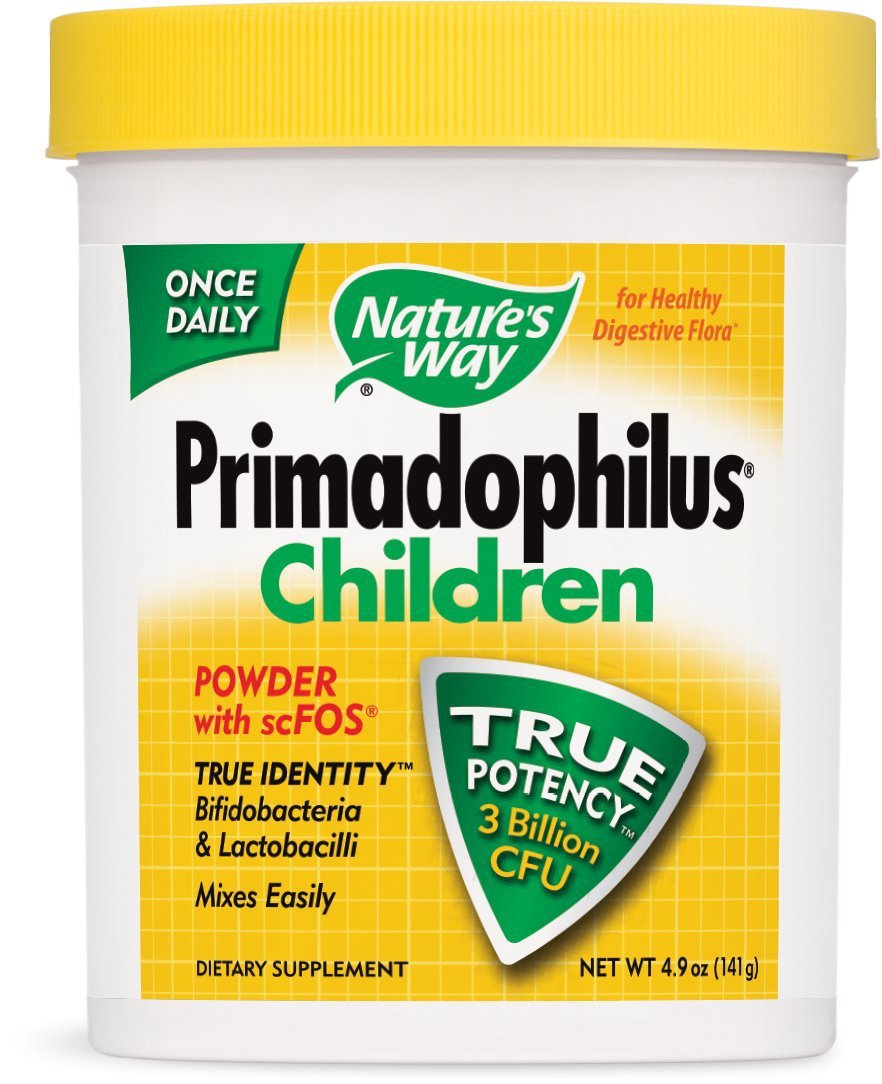 ONCE
DAILY
Nature's
Way®
for Healthy
Digestive Flora*
Primadophilus®
Children
POWDER
with scFOS®
TRUE IDENTITY™
Bifidobacteria
& Lactobacilli
Mixes Easily
TRUE
POTENCY™
3 Billion
CFU
DIETARY SUPPLEMENT
NET WT 4.9 oz (141 g)